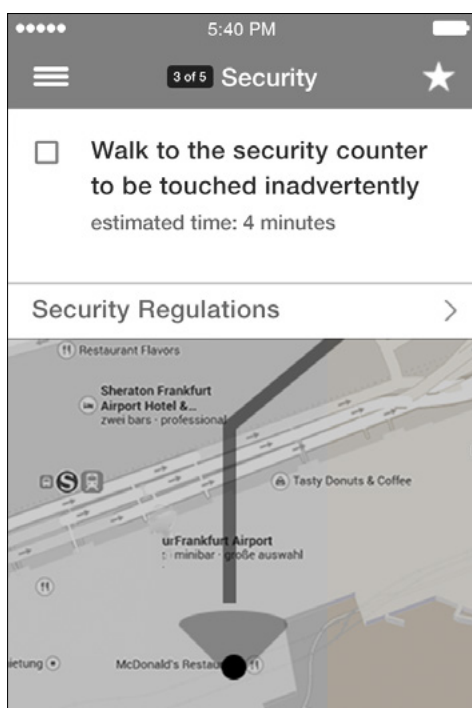 5:40 PM
3 of 5 Security
Walk to the security counter
to be touched inadvertently
estimated time: 4 minutes
Security Regulations
Restaurant Flavors
Sheraton Frankfurt
Airport Hotel &...
zwei bars · professional
S
Tasty Donuts & Coffee
urFrankfurt Airport
minibar · große auswahl
ietung
McDonald's Restau